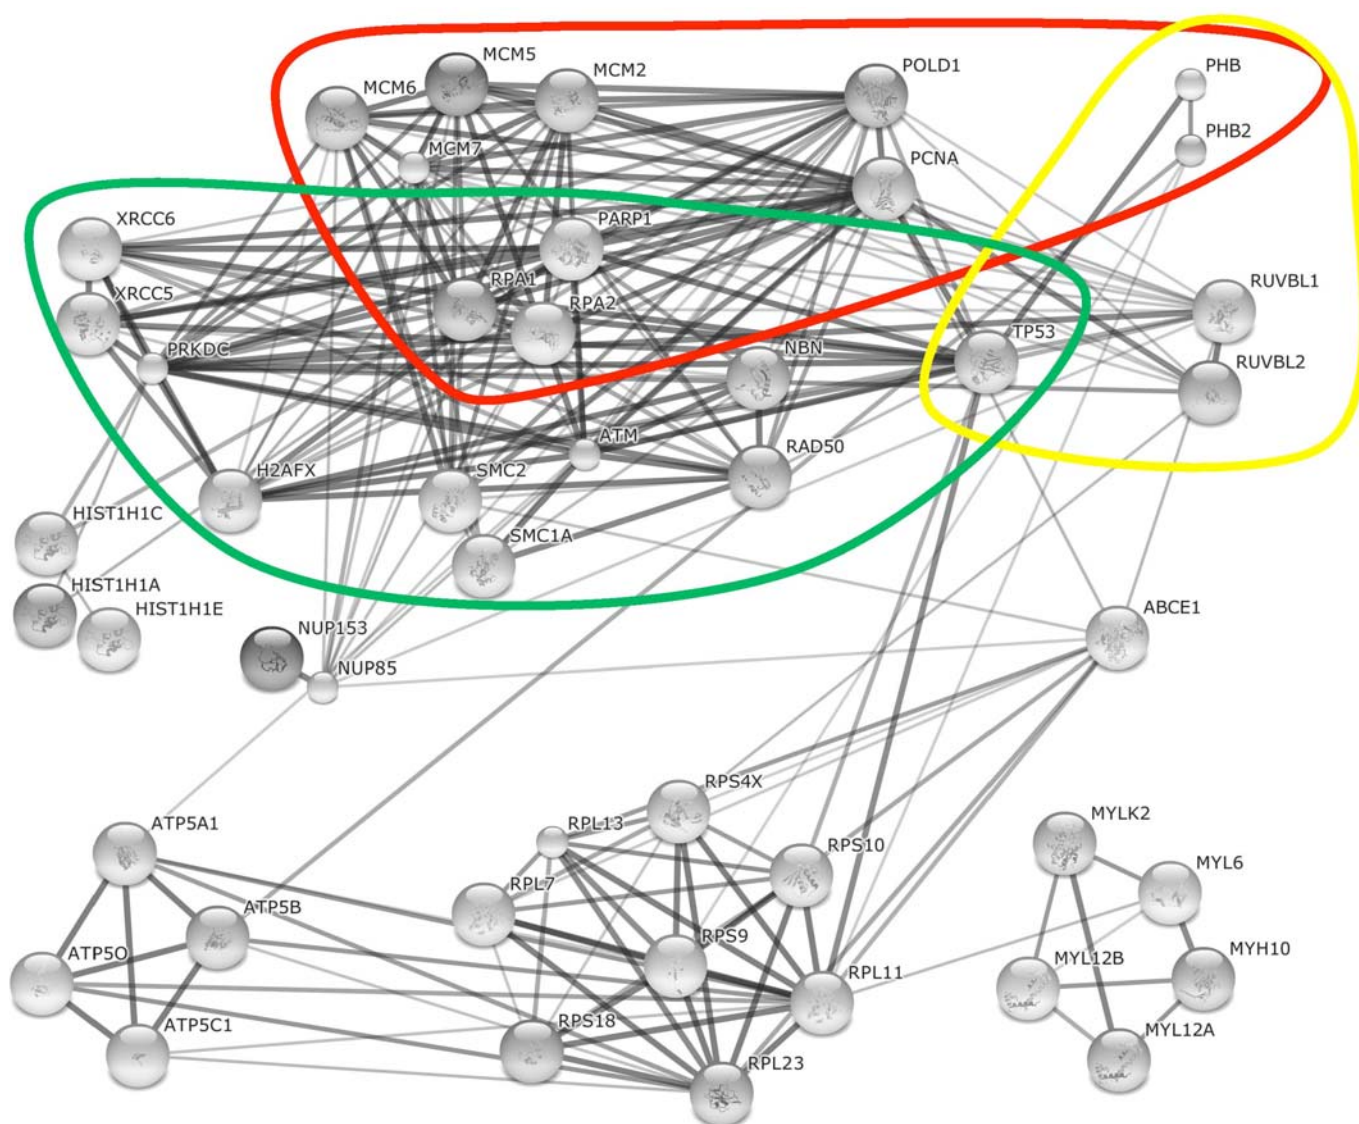 MCM5
PHB
POLD1
MCM2
MCM6
PHB2
MCM7
PCNA
XRCC6
PARP1
RPA1
RUVBL1
XRCC5
RPA2
TP53
PRKDC
NBN
RUVBL2
ATM
RAD50
H2AFX
SMC2
HIST1H1C
SMC1A
HIST1H1A
HIST1H1E
ABCE1
NUP153
NUP85
RPS4X
MYLK2
ATP5A1
RPL13
RPS10
MYL6
RPL7
ATP5B
RPS9
ATP5O
MYL12B
MYH10
RPL11
ATP5C1
RPS18
MYL12A
RPL23